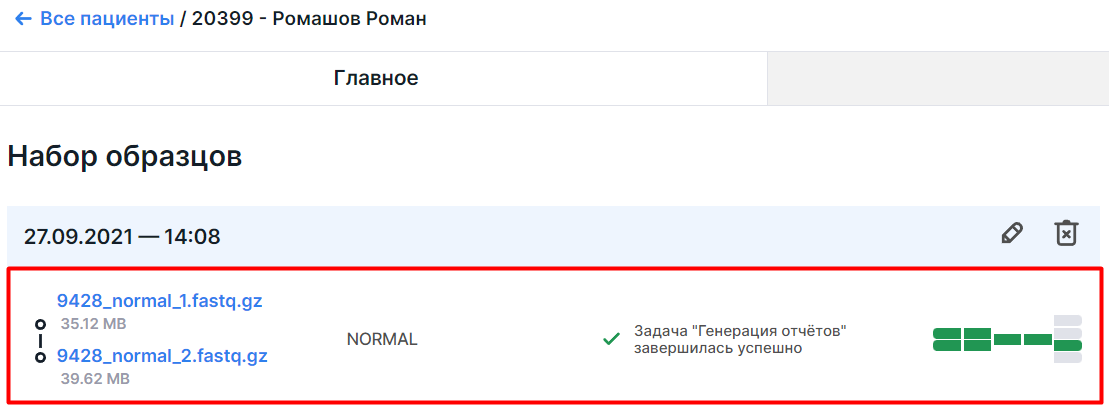 ← Все пациенты / 20399 - Ромашов Роман
Главное
Набор образцов
27.09.2021 — 14:08
9428_normal_1.fastq.gz
35.12 MB
9428_normal_2.fastq.gz
39.62 MB
NORMAL
Задача "Генерация отчётов"
завершилась успешно